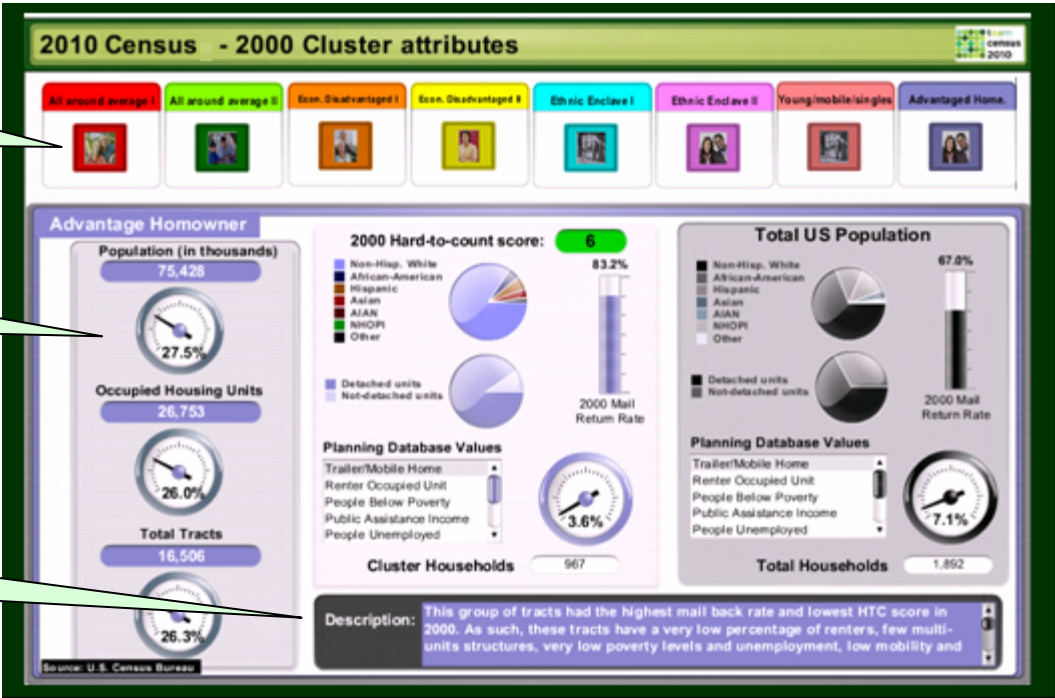 2010 Census - 2000 Cluster attributes
team
census
2010
All around average I
All around average II
Econ. Disadvantaged I
Econ. Disadvantaged II
Ethnic Enclave I
Ethnic Enclave II
Young/mobile/singles
Advantaged Home.
Advantage Homowner
Population (in thousands)
75,428
27.5%
Occupied Housing Units
26,753
26.0%
Total Tracts
16,506
26.3%
Source: U.S. Census Bureau
2000 Hard-to-count score: 6
Non-Hisp. White
African-American
Hispanic
Asian
AIAN
NHOPI
Other
83.2%
Detached units
Not-detached units
2000 Mail
Return Rate
Planning Database Values
Trailer/Mobile Home
Renter Occupied Unit
People Below Poverty
Public Assistance Income
People Unemployed
3.6%
Cluster Households 967
Total US Population
Non-Hisp. White
African-American
Hispanic
Asian
AIAN
NHOPI
Other
67.0%
Detached units
Not-detached units
2000 Mail
Return Rate
Planning Database Values
Trailer/Mobile Home
Renter Occupied Unit
People Below Poverty
Public Assistance Income
People Unemployed
7.1%
Total Households 1,892
Description:
This group of tracts had the highest mail back rate and lowest HTC score in
2000. As such, these tracts have a very low percentage of renters, few multi-
units structures, very low poverty levels and unemployment, low mobility and